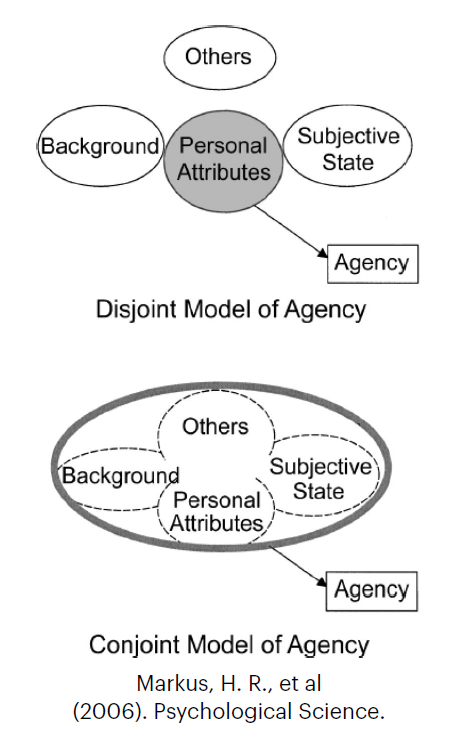 Others
Background
Personal
Attributes
Subjective
State
Agency
Disjoint Model of Agency
Others
Background
Subjective
State
Personal
Attributes
Agency
Conjoint Model of Agency
Markus, H. R., et al
(2006). Psychological Science.